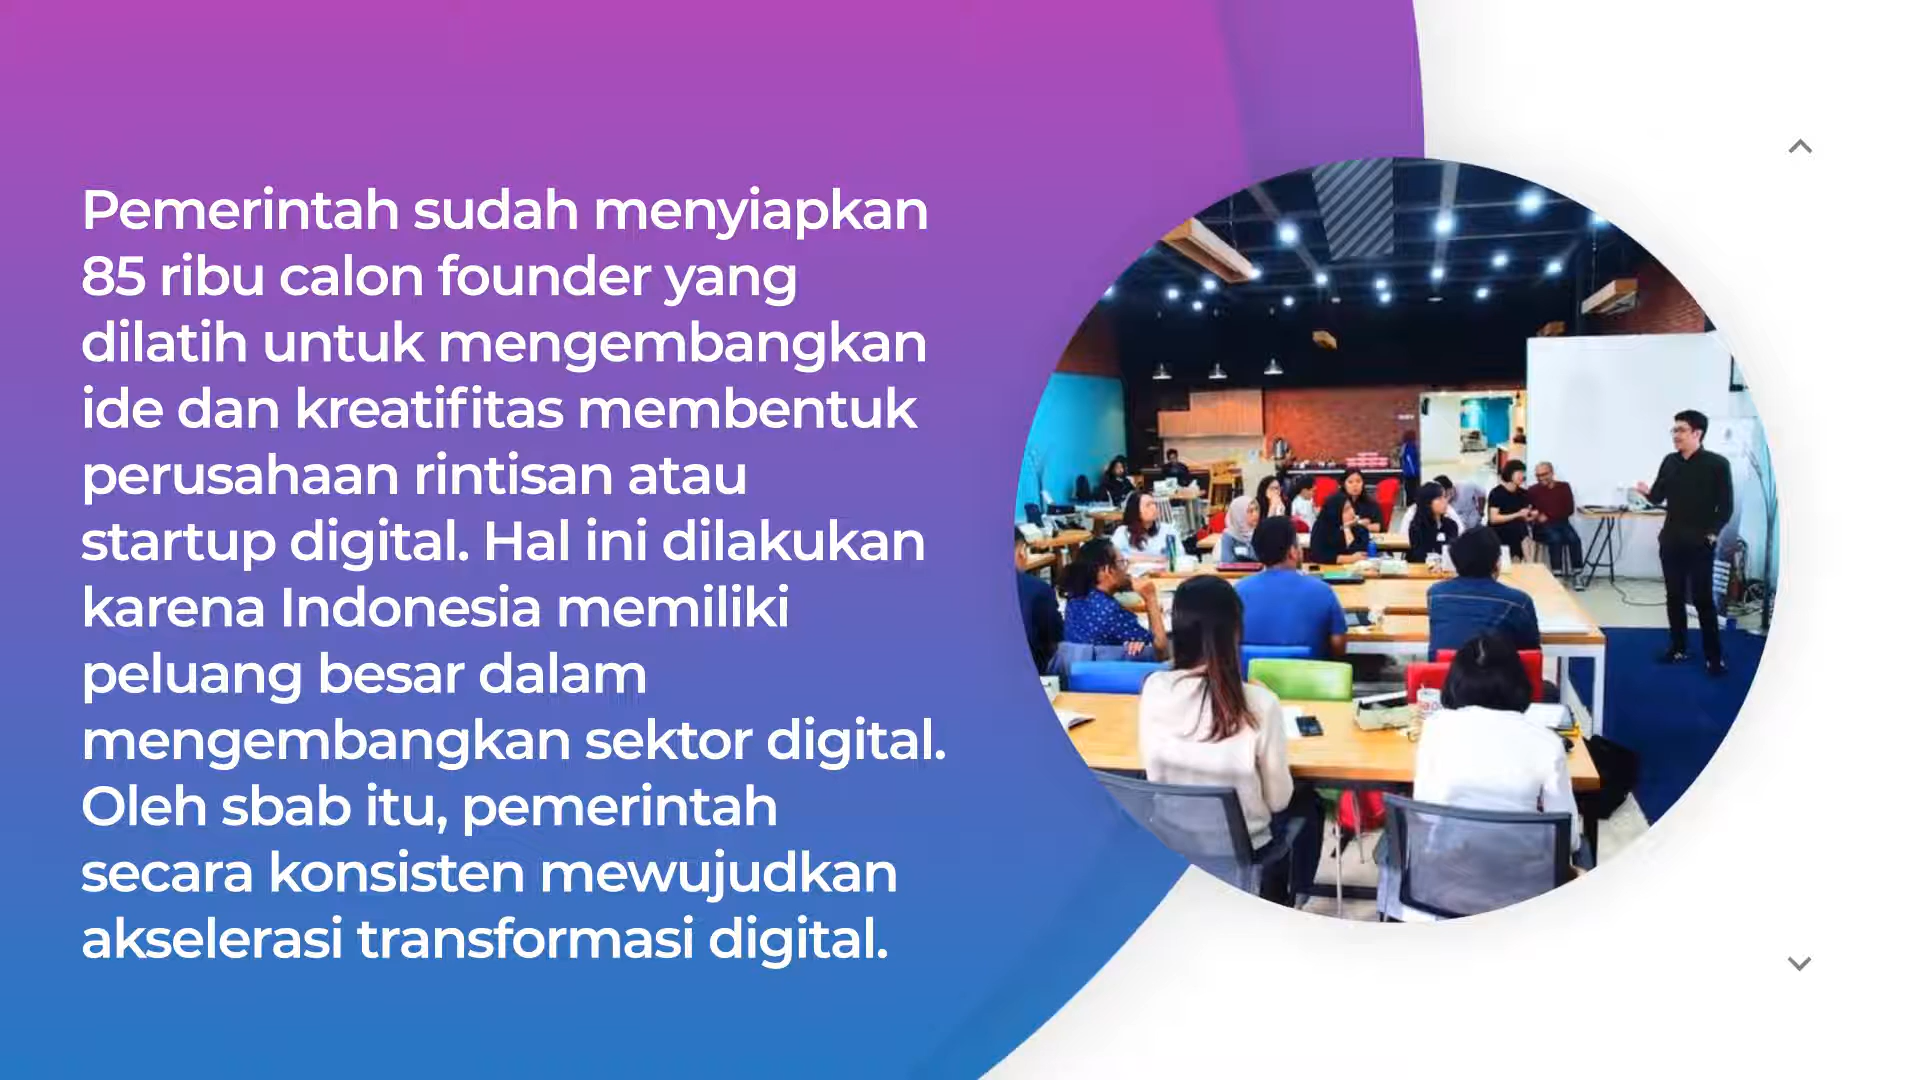 Pemerintah sudah menyiapkan
85 ribu calon founder yang
dilatih untuk mengembangkan
ide dan kreatifitas membentuk
perusahaan rintisan atau
startup digital. Hal ini dilakukan
karena Indonesia memiliki
peluang besar dalam
mengembangkan sektor digital.
Oleh sbab itu, pemerintah
secara konsisten mewujudkan
akselerasi transformasi digital.